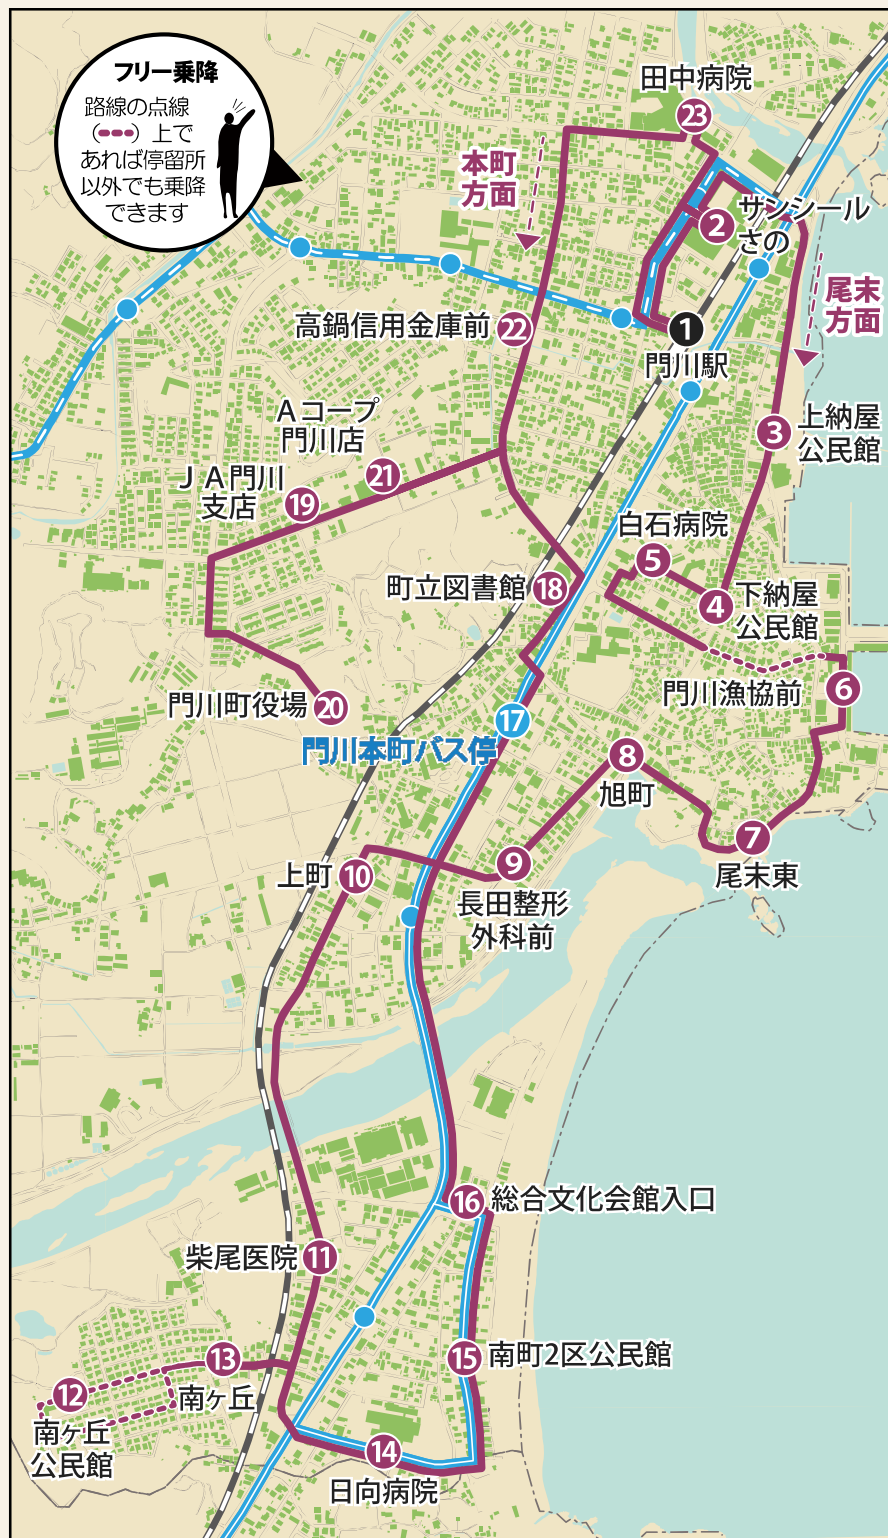 フリー乗降
路線の点線
（　）上で
あれば停留所
以外でも乗降
できます
田中病院
23
本町
方面
2
サンシール
さの
尾末
方面
高鍋信用金庫前
22
1
門川駅
Aコープ
門川店
21
3
上納屋
公民館
JA門川
支店
19
白石病院
5
町立図書館
18
4
下納屋
公民館
門川町役場
20
門川漁協前
6
17
門川本町バス停
8
旭町
7
尾末東
上町
10
9
長田整形
外科前
16
総合文化会館入口
柴尾医院
11
15
南町2区公民館
13
南ヶ丘
12
南ヶ丘
公民館
14
日向病院